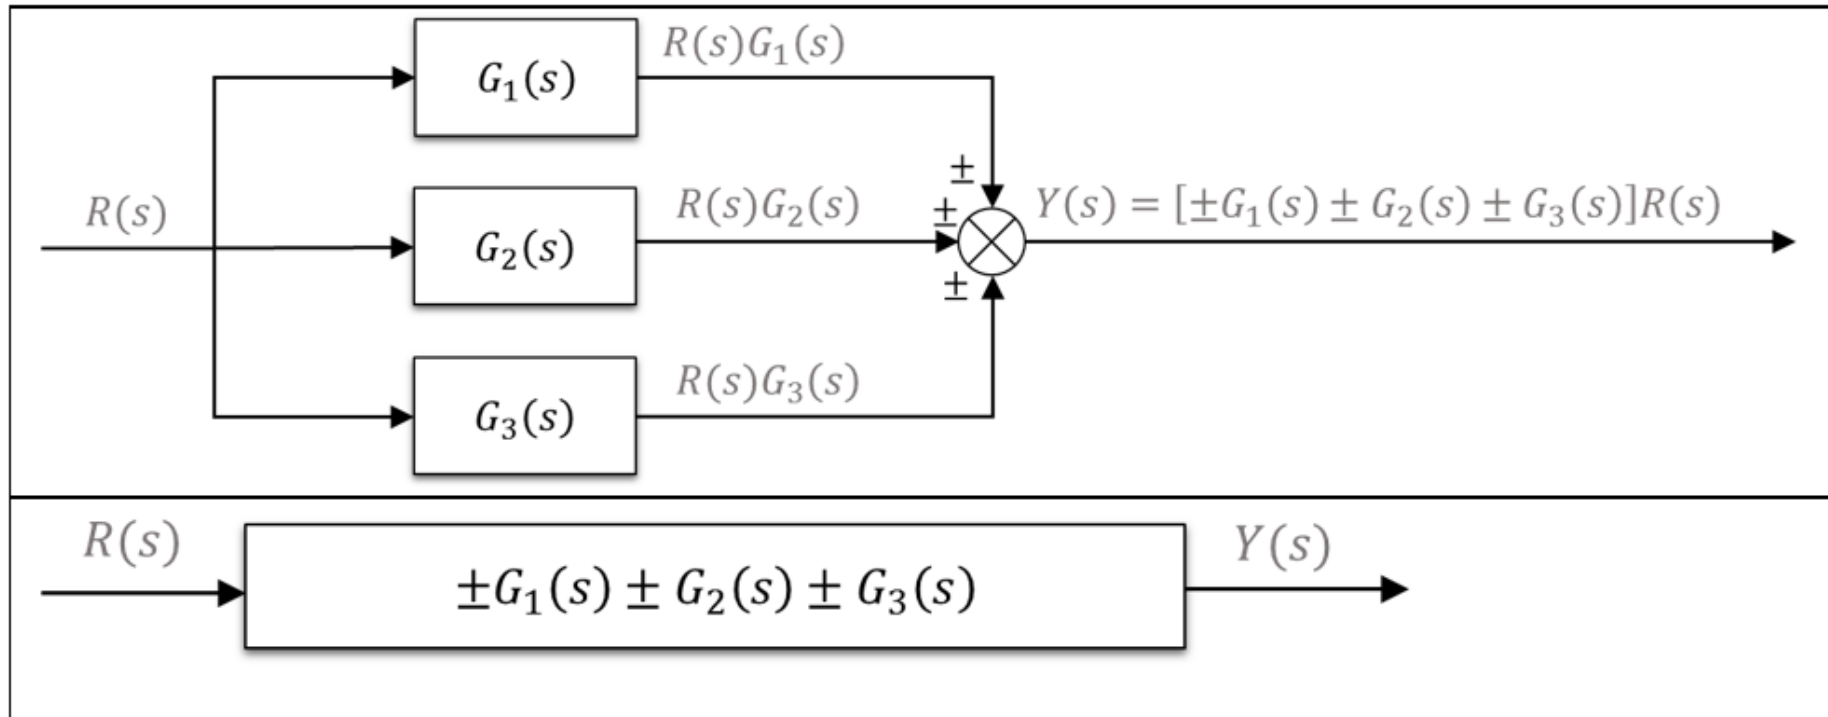 R(s)G₁(s)
G₁(s)
±
R(s)
R(s)G₂(s)
±
Y(s) = [±G₁(s) ± G₂(s) ± G₃(s)]R(s)
G₂(s)
±
R(s)G₃(s)
G₃(s)
R(s)
±G₁(s) ± G₂(s) ± G₃(s)
Y(s)